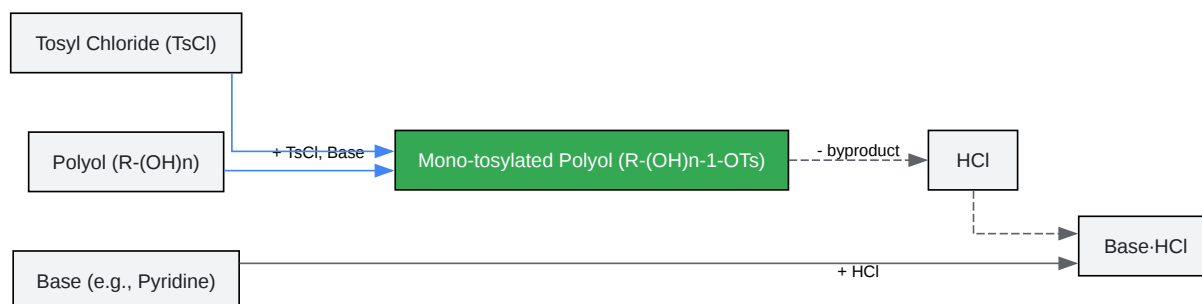 Tosyl Chloride (TsCl)
Polyol (R-(OH)n)
+ TsCl, Base
Mono-tosylated Polyol (R-(OH)n-1-OTs)
- byproduct
HCl
Base·HCl
Base (e.g., Pyridine)
+ HCl